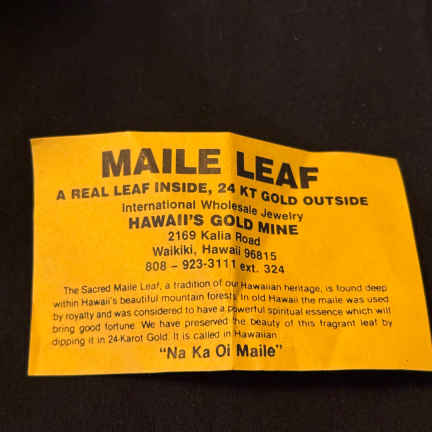 MAILE LEAF
A REAL LEAF INSIDE, 24 KT GOLD OUTSIDE
International Wholesale Jewelry
HAWAII'S GOLD MINE
2169 Kalia Road
Waikiki, Hawaii 96815
808 – 923-3111 ext. 324
The Sacred Maile Leaf, a tradition of our Hawaiian heritage, is found deep
within Hawaii's beautiful mountain forests. In old Hawaii the maile was used
by royalty and was considered to have a powerful spiritual essence which will
bring good fortune. We have preserved the beauty of this fragrant leaf by
dipping it in 24-Karot Gold. It is called in Hawaiian
"Na Ka Oi Maile"